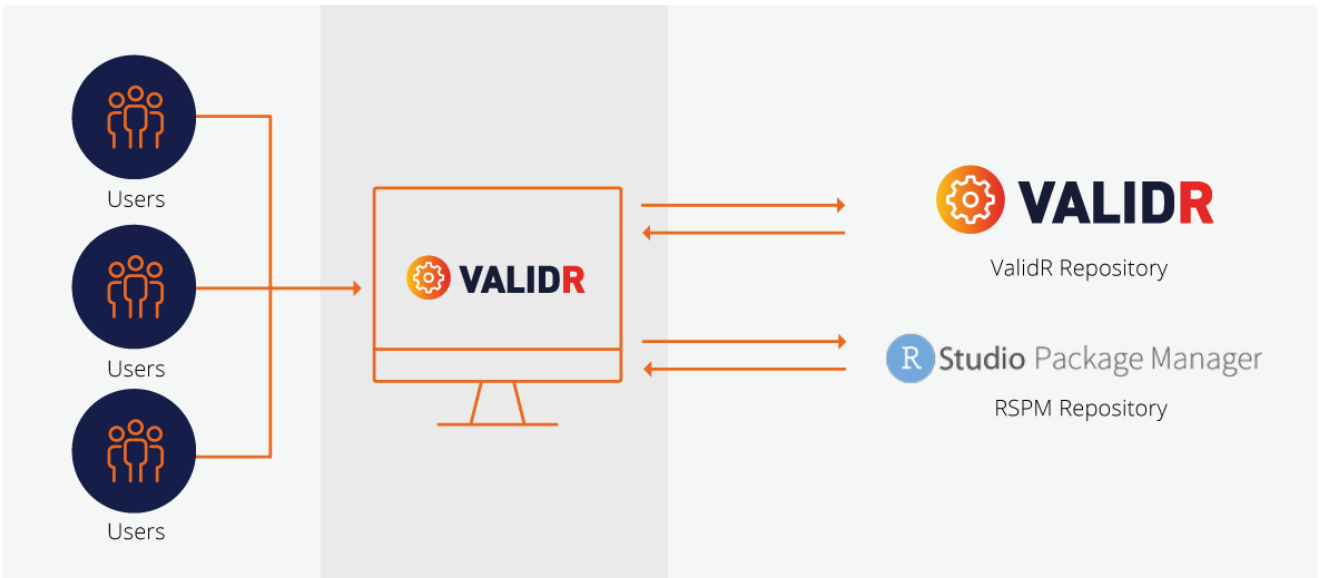 Users
Users
Users
VALIDR
VALIDR
ValidR Repository
R Studio Package Manager
RSPM Repository